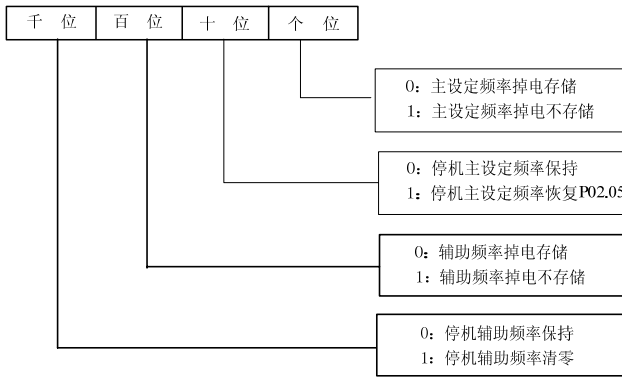 千 位 百 位 十 位 个 位
0：主设定频率掉电存储
1：主设定频率掉电不存储
0：停机主设定频率保持
1：停机主设定频率恢复P02.05
0：辅助频率掉电存储
1：辅助频率掉电不存储
0：停机辅助频率保持
1：停机辅助频率清零